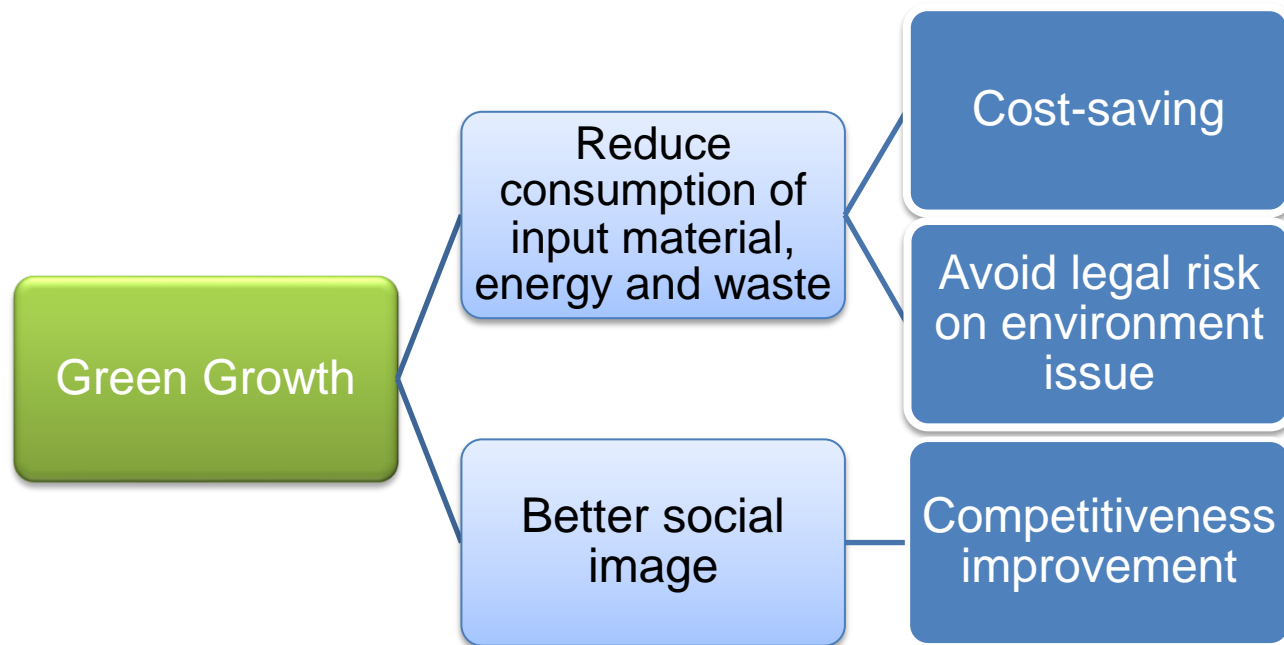 Green Growth
Reduce
consumption of
input material,
energy and waste
Better social
image
Cost-saving
Avoid legal risk
on environment
issue
Competitiveness
improvement